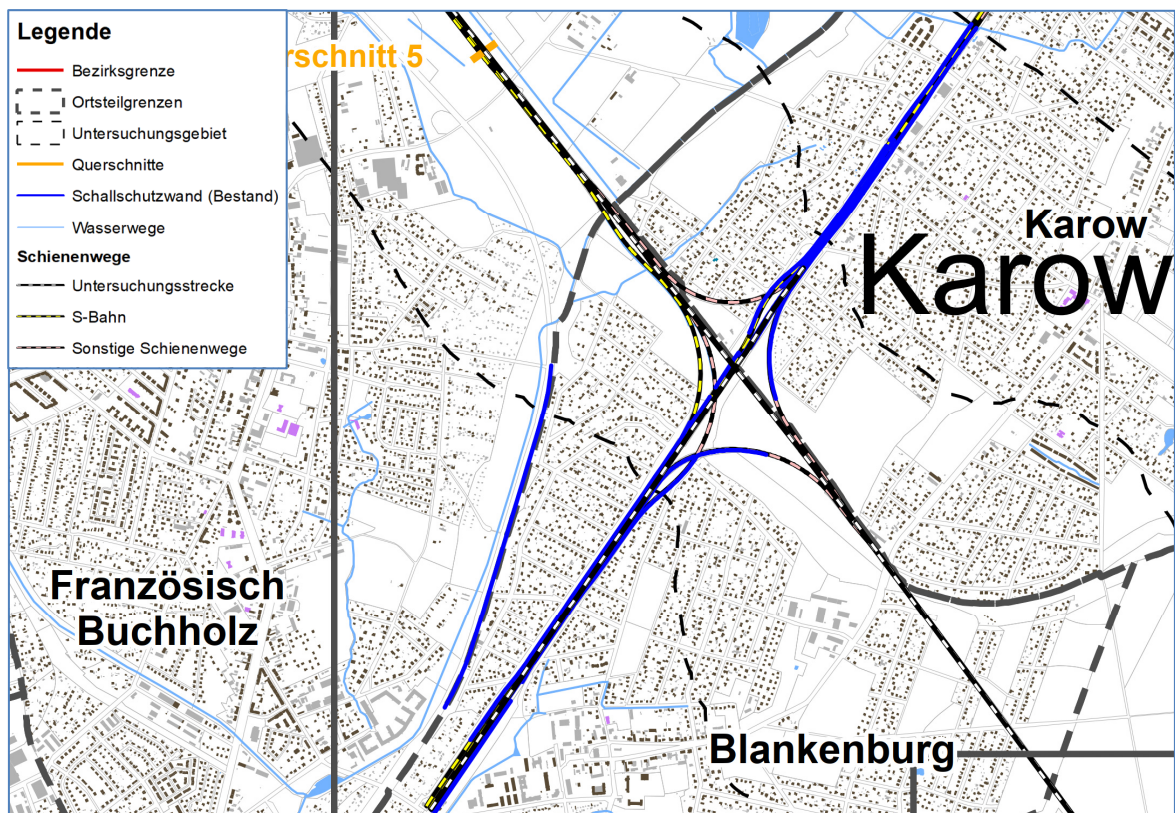 Legende
Bezirksgrenze
Ortsteilgrenzen
Untersuchungsgebiet
Querschnitte
Schallschutzwand (Bestand)
Wasserwege
Schienenwege
Untersuchungsstrecke
S-Bahn
Sonstige Schienenwege
rschnitt 5
Karow
Karow
Französisch
Buchholz
Blankenburg